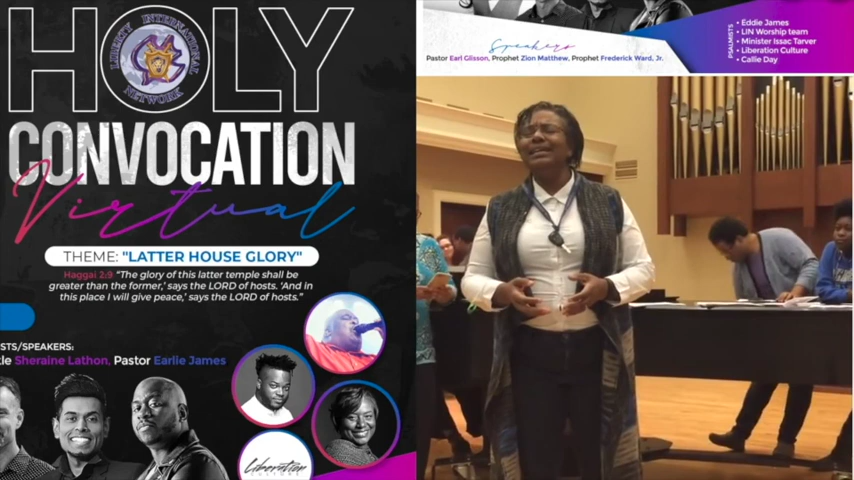 HOLY
LIBERTY INTERNATIONAL
NETWORK
CONVOCATION
Virtual
THEME: "LATTER HOUSE GLORY"
Haggai 2:9 “The glory of this latter temple shall be
greater than the former,’ says the LORD of hosts. ‘And in
this place I will give peace,’ says the LORD of hosts.”
STS/SPEAKERS:
le Sheraine Lathon, Pastor Earlie James
Liberation
CULTURE
Speakers
Pastor Earl Glisson, Prophet Zion Matthew, Prophet Frederick Ward, Jr.
PSALMISTS
• Eddie James
• LIN Worship team
• Minister Issac Tarver
• Liberation Culture
• Callie Day